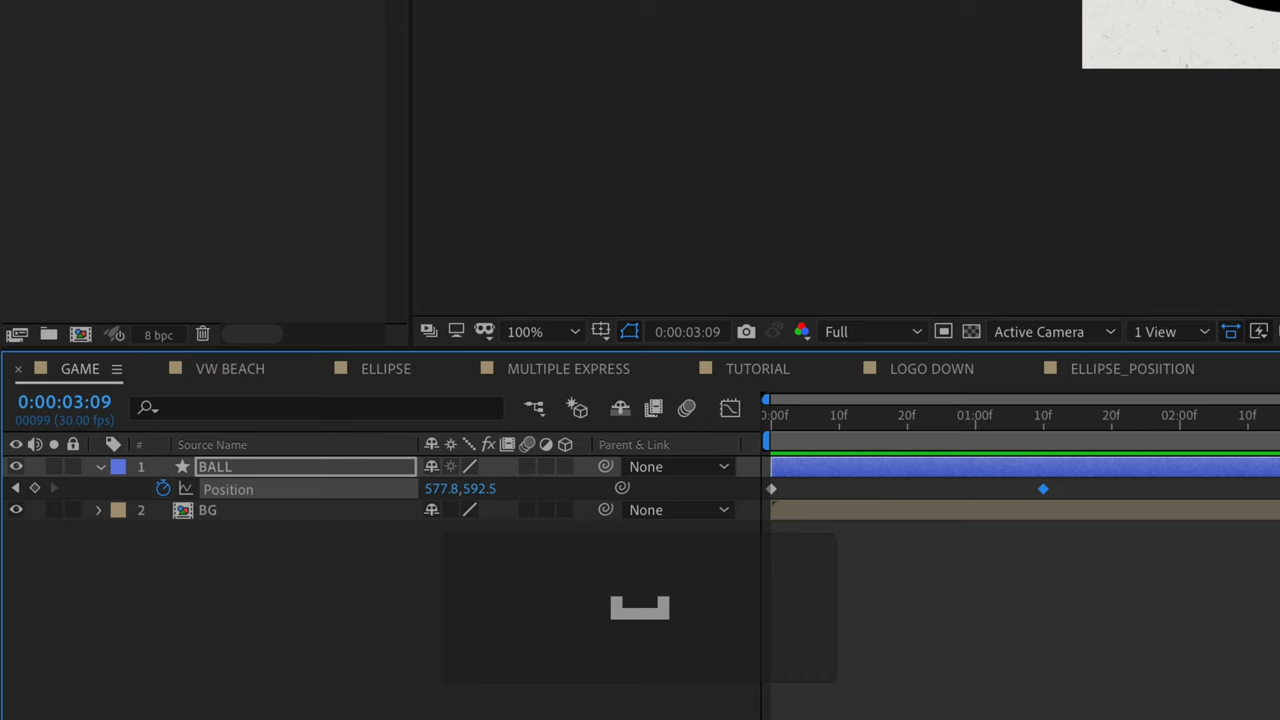 8 bpc
100%
0:00:03:09
Full
Active Camera
1 View
× GAME
VW BEACH
ELLIPSE
MULTIPLE EXPRESS
TUTORIAL
LOGO DOWN
ELLIPSE_POSIITION
0:00:03:09
00099 (30.00 fps)
0:00f
10f
20f
01:00f
10f
20f
02:00f
10f
#
Source Name
fx
Parent & Link
1 BALL
None
Position
577.8,592.5
2 BG
None